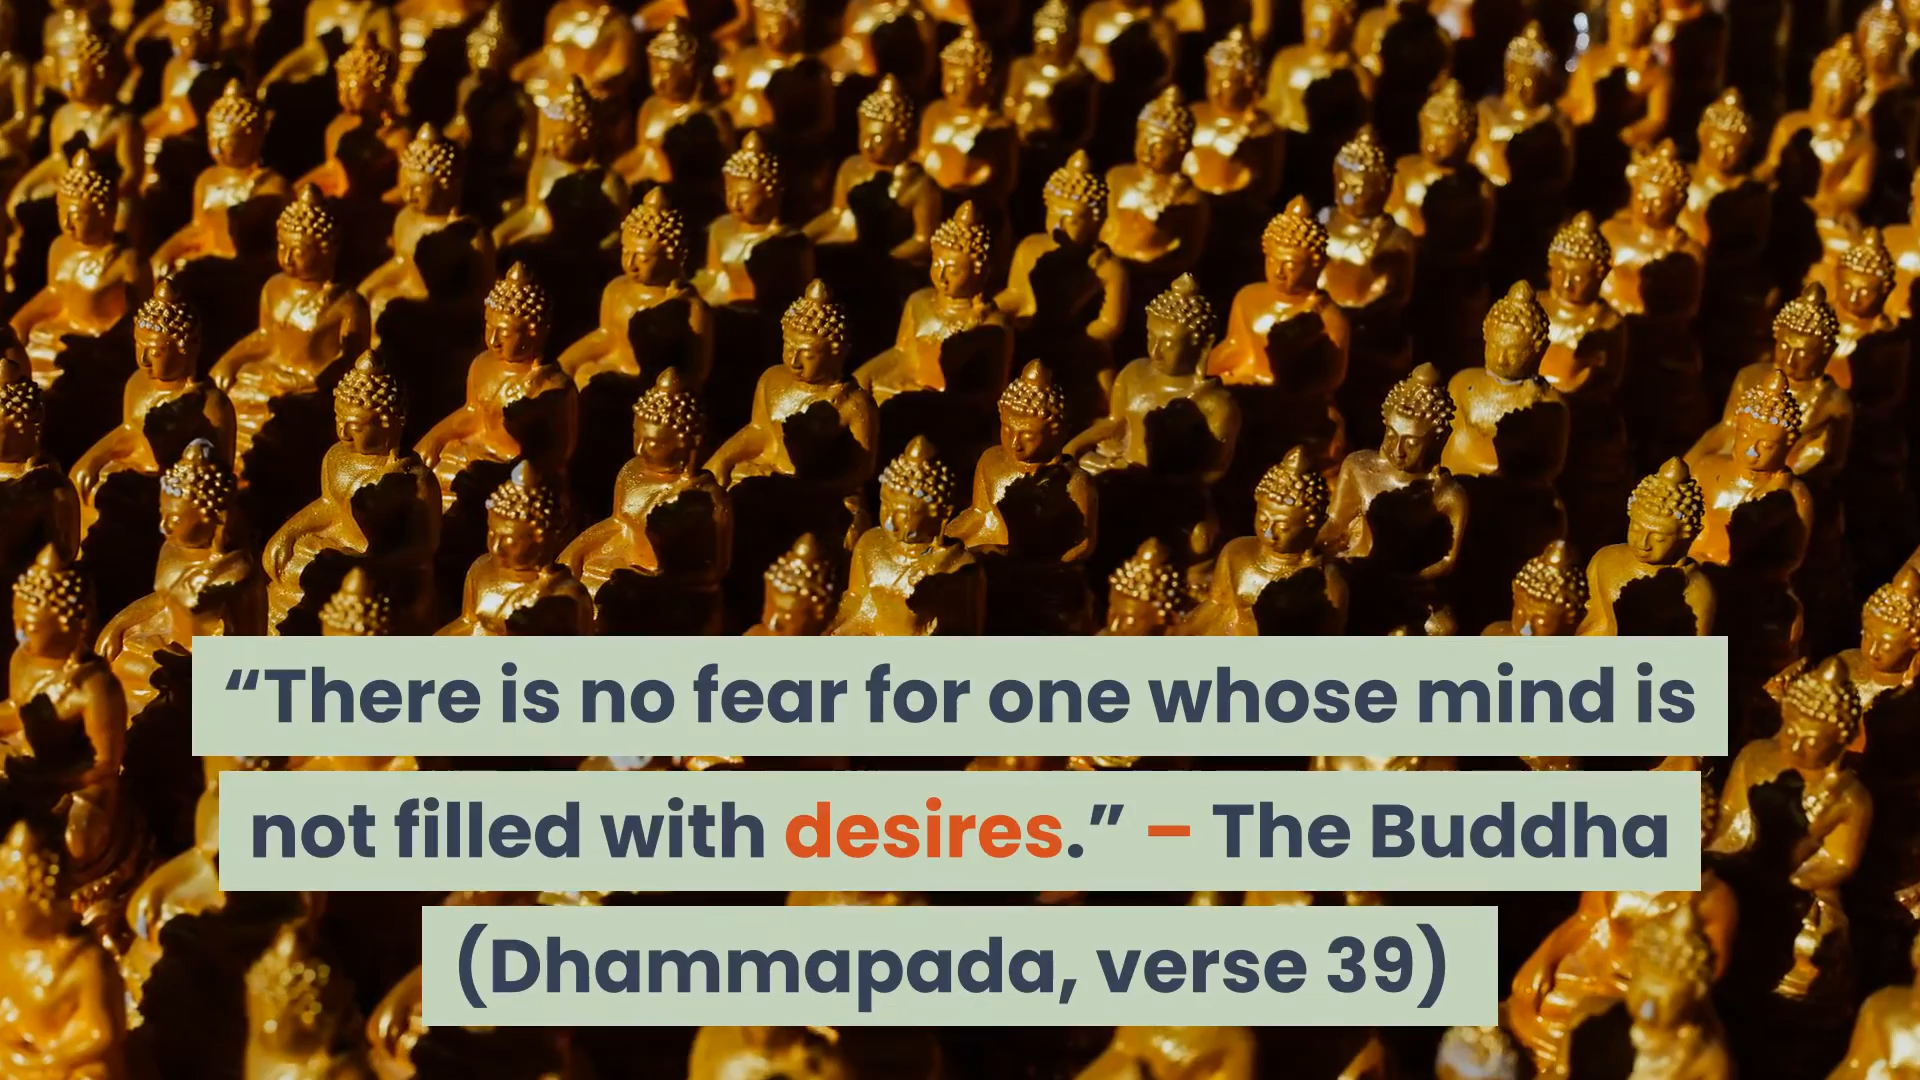 “There is no fear for one whose mind is
not filled with desires.” – The Buddha
(Dhammapada, verse 39)